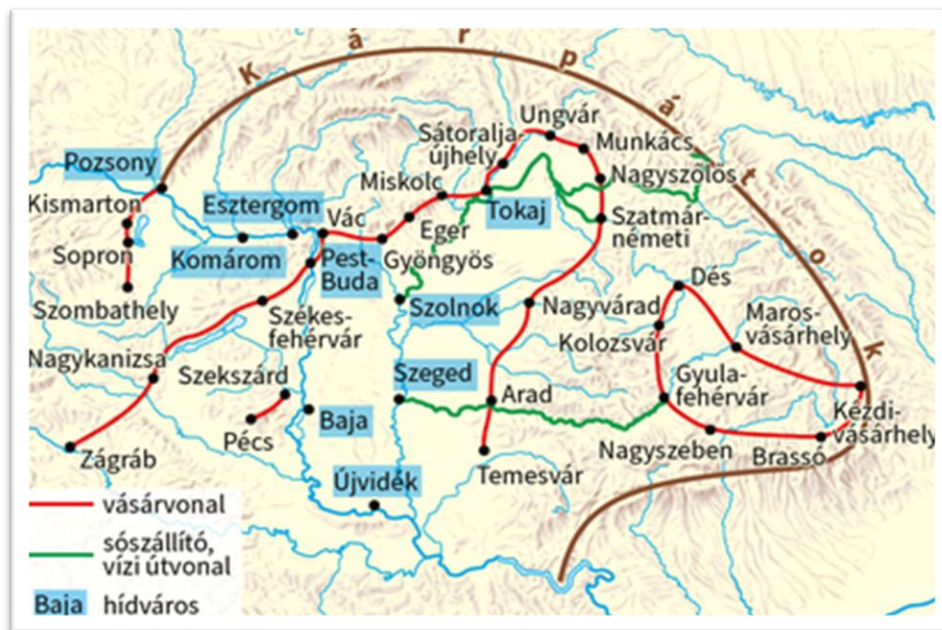 Kárpátok
Ungvár
Sátoralja-
újhely
Munkács
Pozsony
Miskolc
Nagyszőlős
Kismarton
Esztergom
Vác
Tokaj
Szatmár-
németi
Eger
Sopron
Komárom
Pest-
Buda
Gyöngyös
Dés
Szombathely
Székes-
fehérvár
Szolnok
Nagyvárad
Maros-
vásárhely
Kolozsvár
Nagykanizsa
Szekszárd
Szeged
Gyula-
fehérvár
Arad
Kézdi-
vásárhely
Baja
Pécs
Zágráb
Nagyszeben
Brassó
Újvidék
Temesvár
vásárvonal
sószállító,
vízi útvonal
Baja hídváros